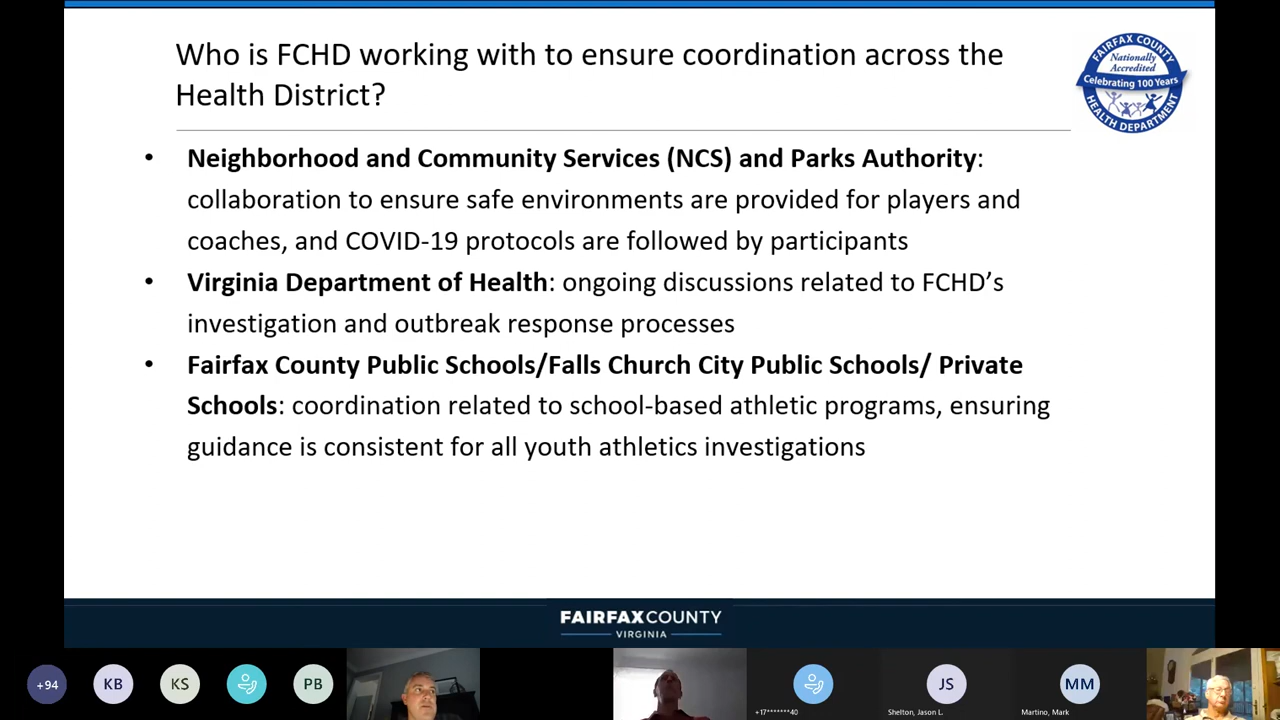 Who is FCHD working with to ensure coordination across the
Health District?
FAIRFAX COUNTY
Nationally
Accredited
Celebrating 100 Years
HEALTH DEPARTMENT
• Neighborhood and Community Services (NCS) and Parks Authority:
collaboration to ensure safe environments are provided for players and
coaches, and COVID-19 protocols are followed by participants
• Virginia Department of Health: ongoing discussions related to FCHD’s
investigation and outbreak response processes
• Fairfax County Public Schools/Falls Church City Public Schools/ Private
Schools: coordination related to school-based athletic programs, ensuring
guidance is consistent for all youth athletics investigations
FAIRFAXCOUNTY
VIRGINIA
+94
KB
KS
PB
+17*******40
JS
Shelton, Jason L.
MM
Martino, Mark